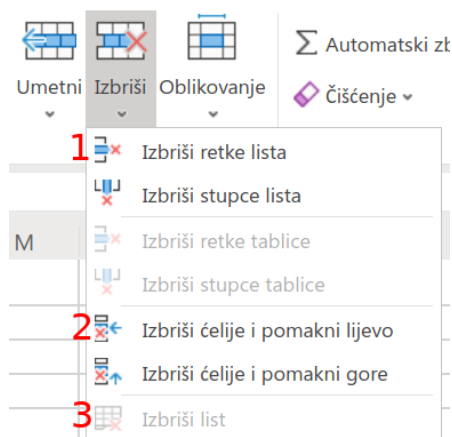 Umetni Izbriši Oblikovanje
Σ Automatski zb
Čišćenje
1 Izbriši retke lista
Izbriši stupce lista
M
Izbriši retke tablice
Izbriši stupce tablice
2 Izbriši ćelije i pomakni lijevo
Izbriši ćelije i pomakni gore
3 Izbriši list